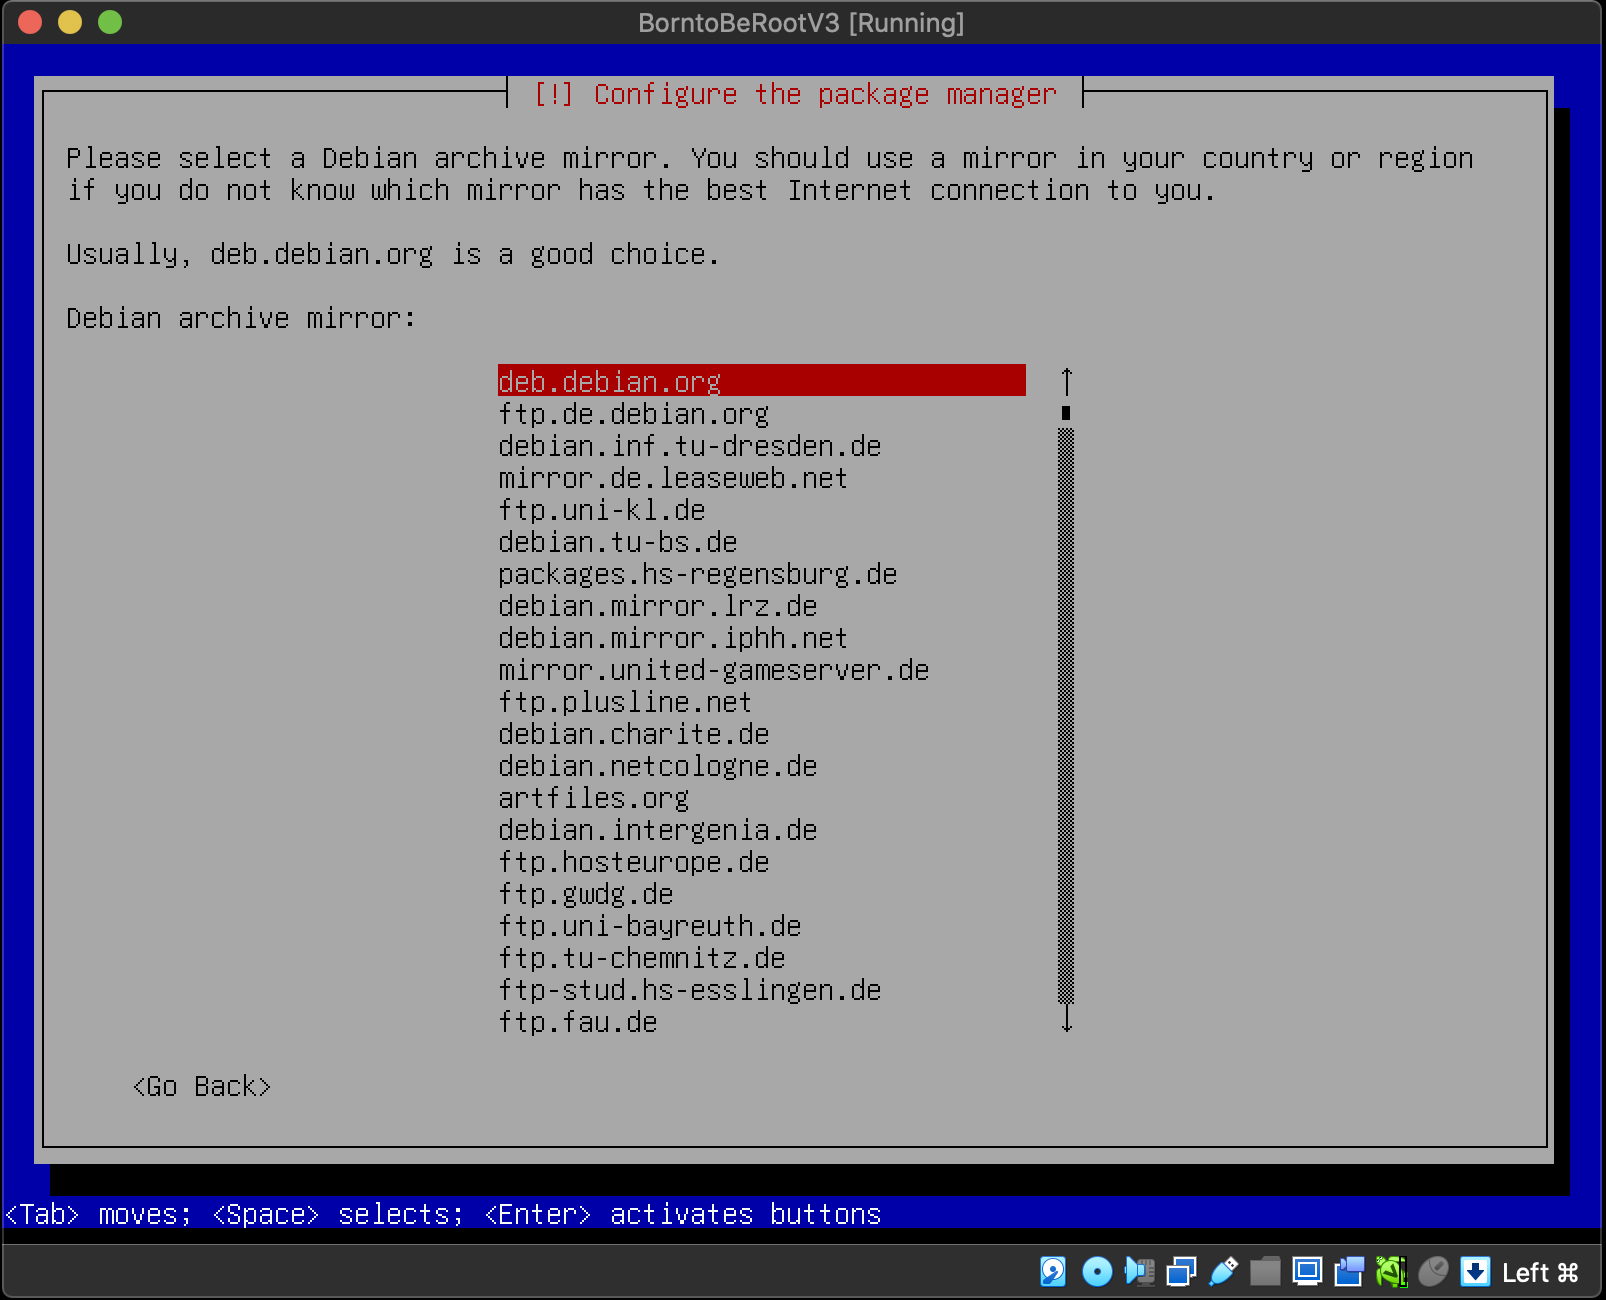 BorntoBeRootV3 [Running]
[!] Configure the package manager
Please select a Debian archive mirror. You should use a mirror in your country or region
if you do not know which mirror has the best Internet connection to you.
Usually, deb.debian.org is a good choice.
Debian archive mirror:
deb.debian.org
ftp.de.debian.org
debian.inf.tu-dresden.de
mirror.de.leaseweb.net
ftp.uni-kl.de
debian.tu-bs.de
packages.hs-regensburg.de
debian.mirror.lrz.de
debian.mirror.iphh.net
mirror.united-gameserver.de
ftp.plusline.net
debian.charite.de
debian.netcologne.de
artfiles.org
debian.intergenia.de
ftp.hosteurope.de
ftp.gwdg.de
ftp.uni-bayreuth.de
ftp.tu-chemnitz.de
ftp-stud.hs-esslingen.de
ftp.fau.de
<Go Back>
<Tab> moves; <Space> selects; <Enter> activates buttons
Left ⌘